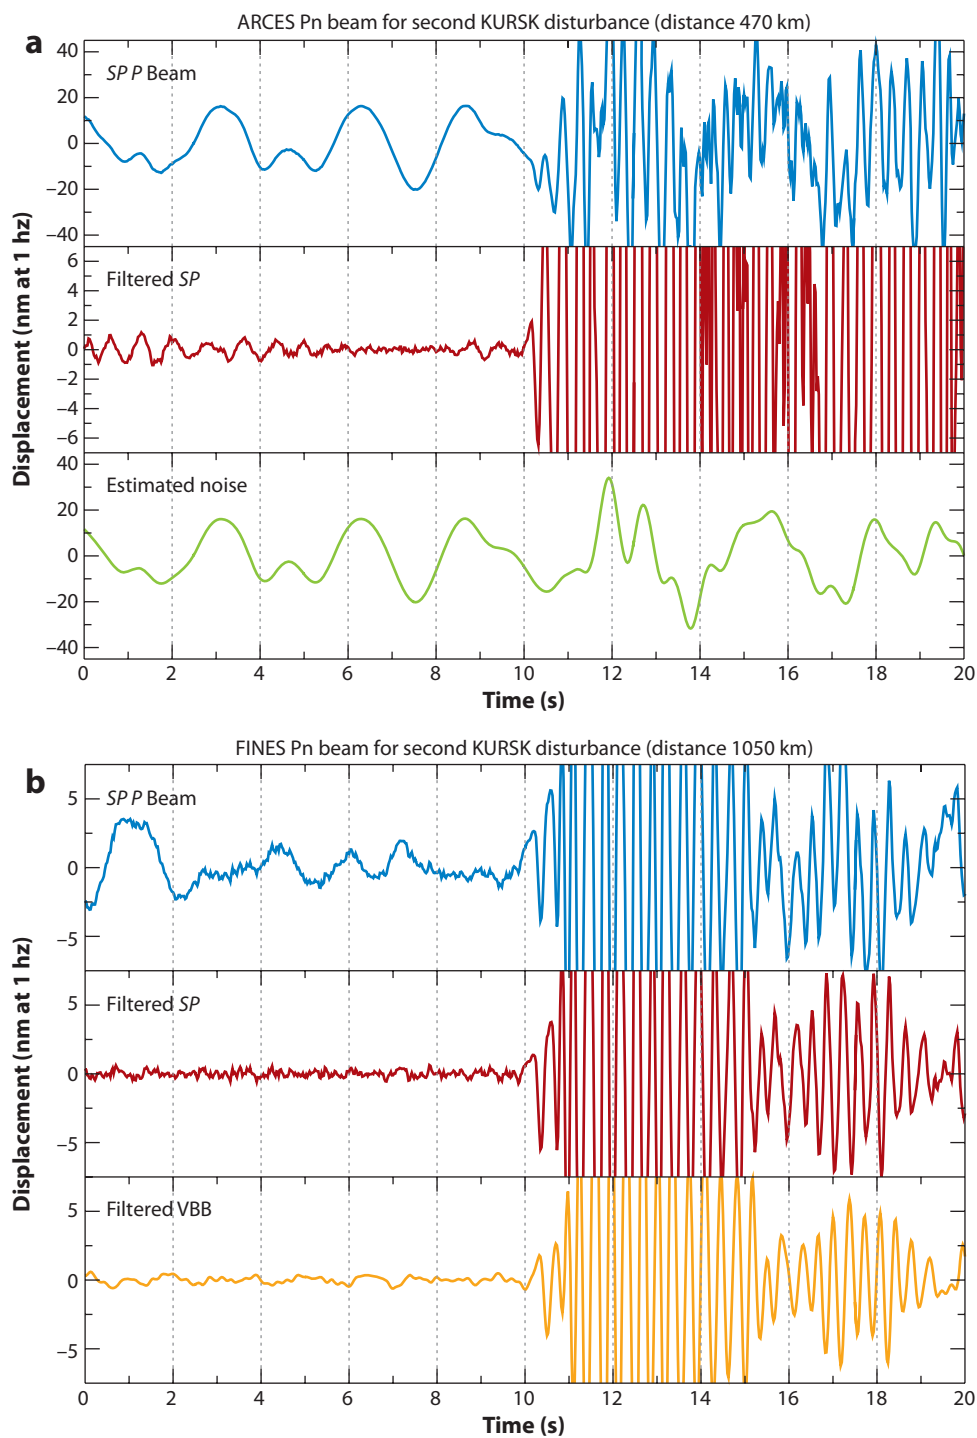 ARCES Pn beam for second KURSK disturbance (distance 470 km)
a
SP P Beam
40
20
0
−20
−40
Filtered SP
6
4
2
0
−2
−4
−6
Estimated noise
40
20
0
−20
−40
Displacement (nm at 1 hz)
0 2 4 6 8 10 12 14 16 18 20
Time (s)
FINES Pn beam for second KURSK disturbance (distance 1050 km)
b
SP P Beam
5
0
−5
Filtered SP
5
0
−5
Filtered VBB
5
0
−5
Displacement (nm at 1 hz)
0 2 4 6 8 10 12 14 16 18 20
Time (s)